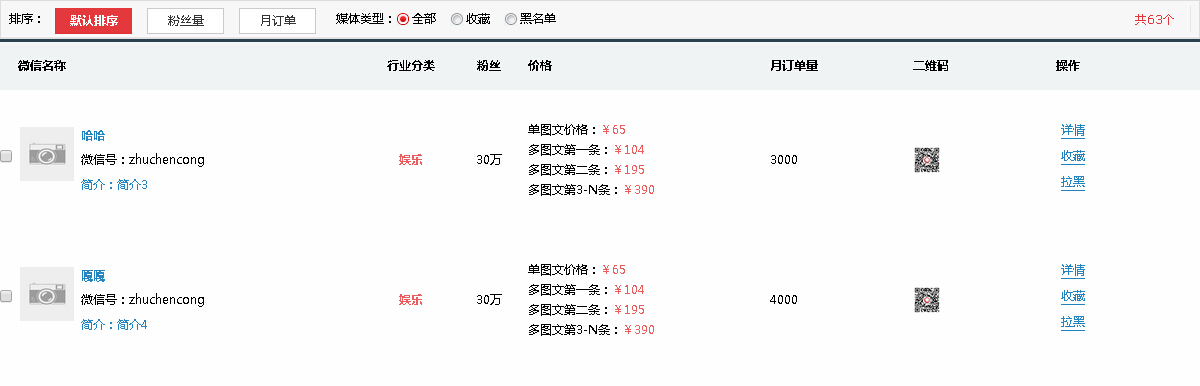 排序： 默认排序 粉丝量 月订单 媒体类型： 全部 收藏 黑名单 共63个
微信名称 行业分类 粉丝 价格 月订单量 二维码 操作
哈哈
微信号：zhuchencong
简介：简介3
娱乐
30万
单图文价格：￥65
多图文第一条：￥104
多图文第二条：￥195
多图文第3-N条：￥390
3000
详情
收藏
拉黑
嘎嘎
微信号：zhuchencong
简介：简介4
娱乐
30万
单图文价格：￥65
多图文第一条：￥104
多图文第二条：￥195
多图文第3-N条：￥390
4000
详情
收藏
拉黑